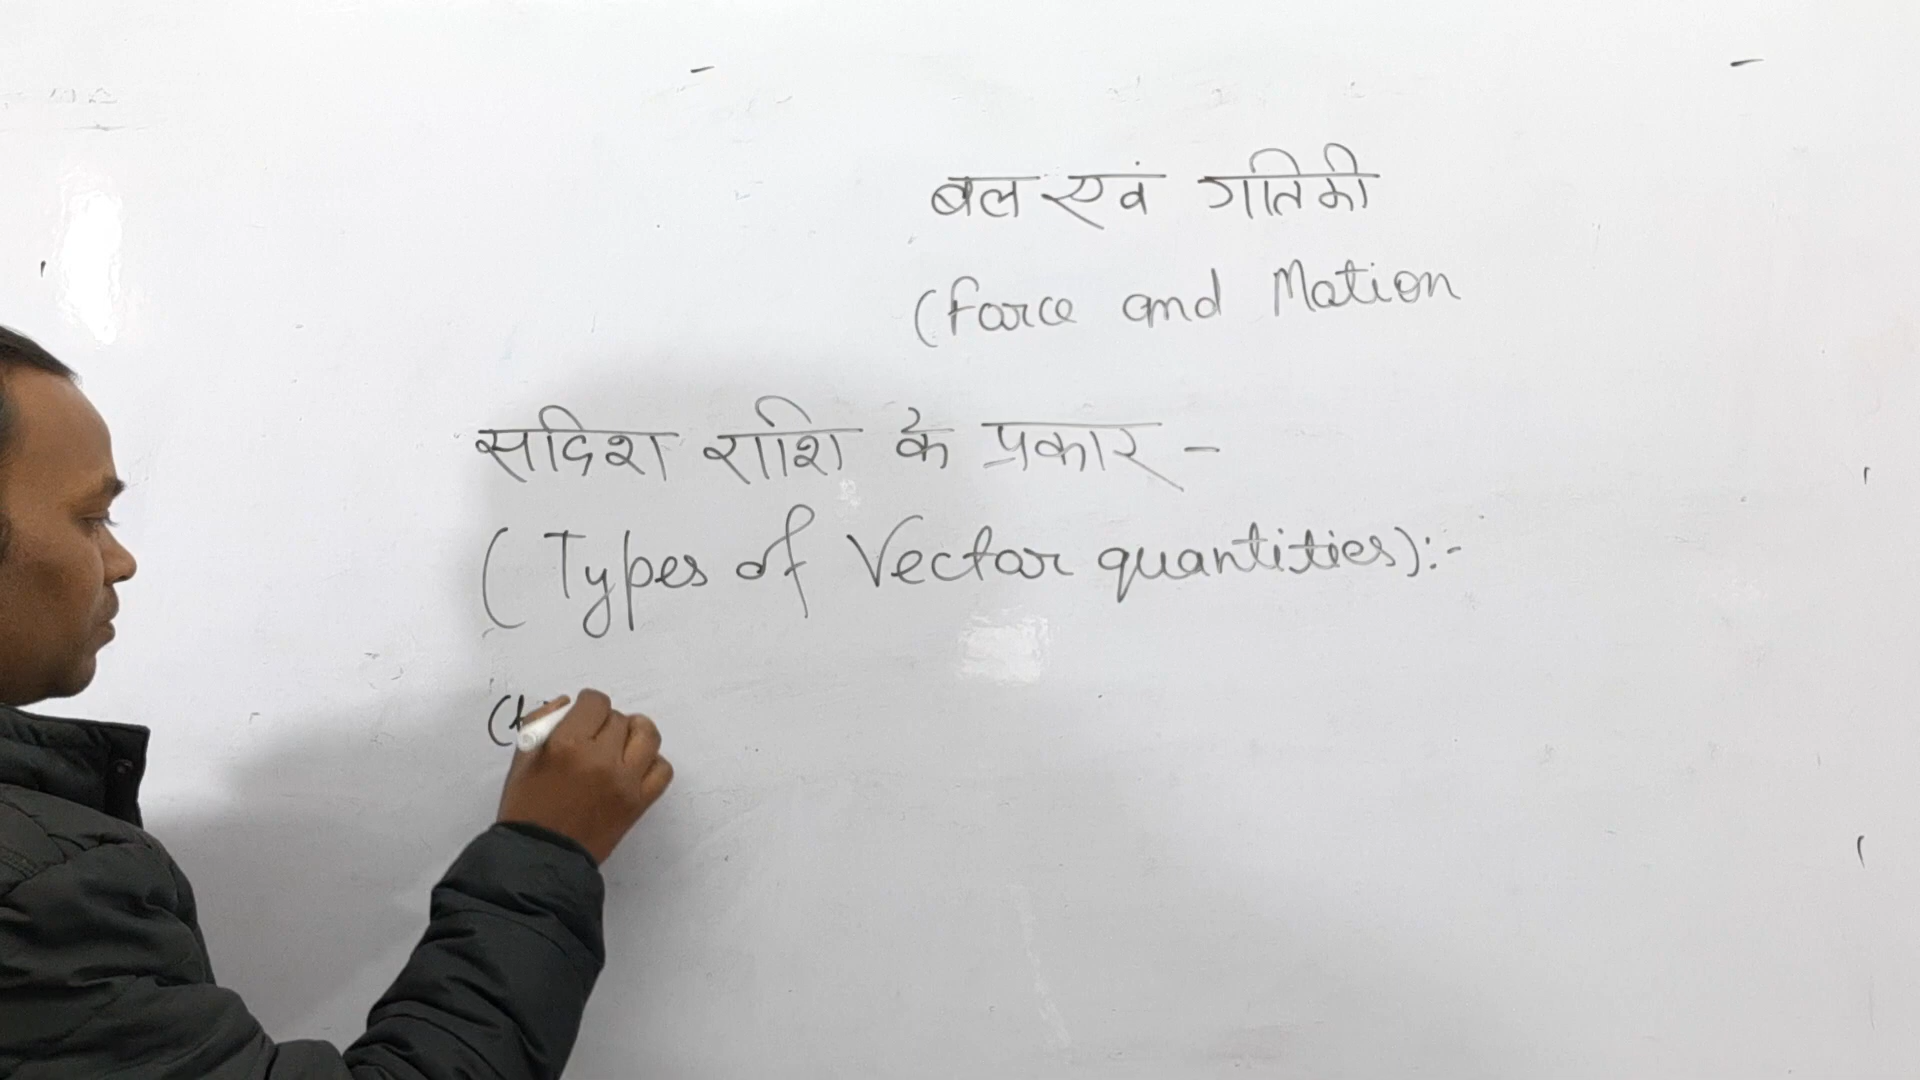 बल एवं गतिकी
(Force and Motion
सदिश राशि के प्रकार -
(Types of Vector quantities):-